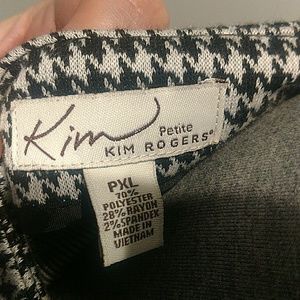 Kim
Petite
KIM ROGERS®
PXL
70%
POLYESTER
28% RAYON
2% SPANDEX
MADE IN
VIETNAM